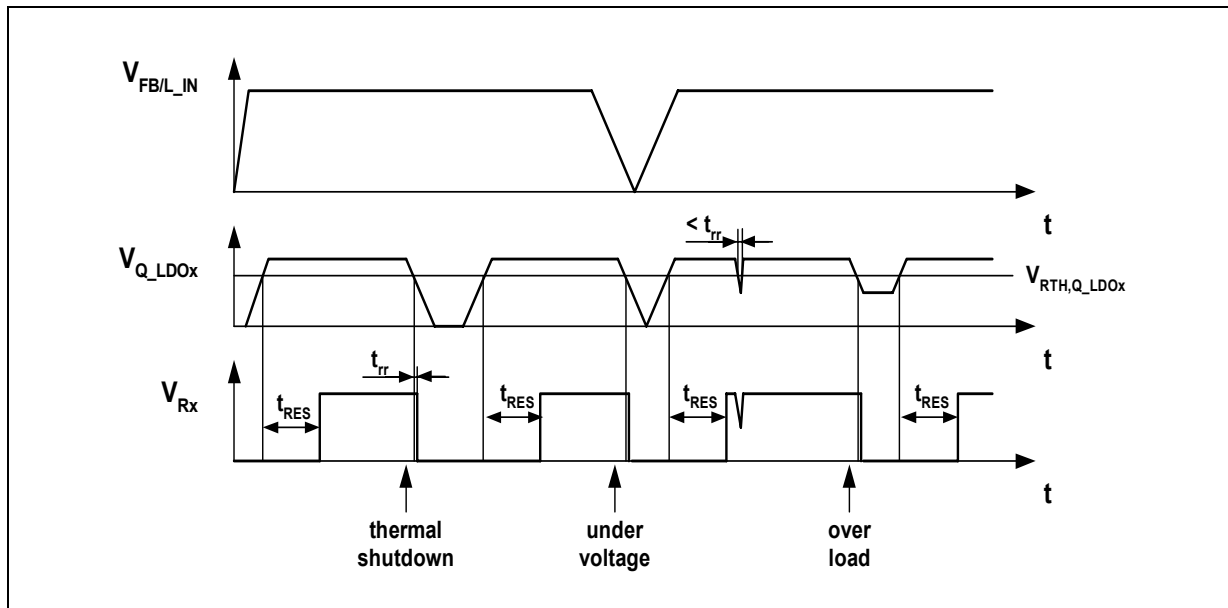 V_FB/L_IN
t
< t_rr
V_Q_LDOx
V_RTH,Q_LDOx
t
t_rr
V_Rx
t_RES
t_RES
t_RES
t_RES
t
thermal
shutdown
under
voltage
over
load